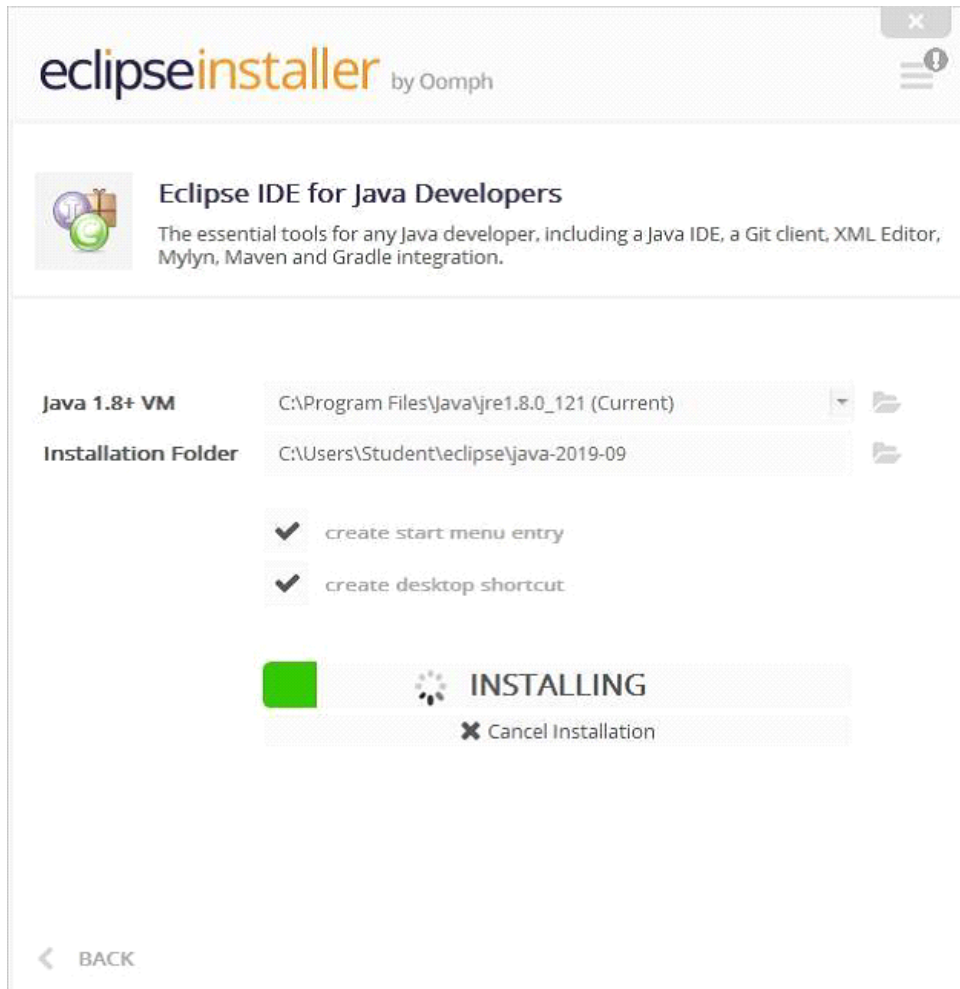 eclipseinstaller by Oomph
Eclipse IDE for Java Developers
The essential tools for any Java developer, including a Java IDE, a Git client, XML Editor,
Mylyn, Maven and Gradle integration.
Java 1.8+ VM C:\Program Files\Java\jre1.8.0_121 (Current)
Installation Folder C:\Users\Student\eclipse\java-2019-09
create start menu entry
create desktop shortcut
INSTALLING
Cancel Installation
BACK